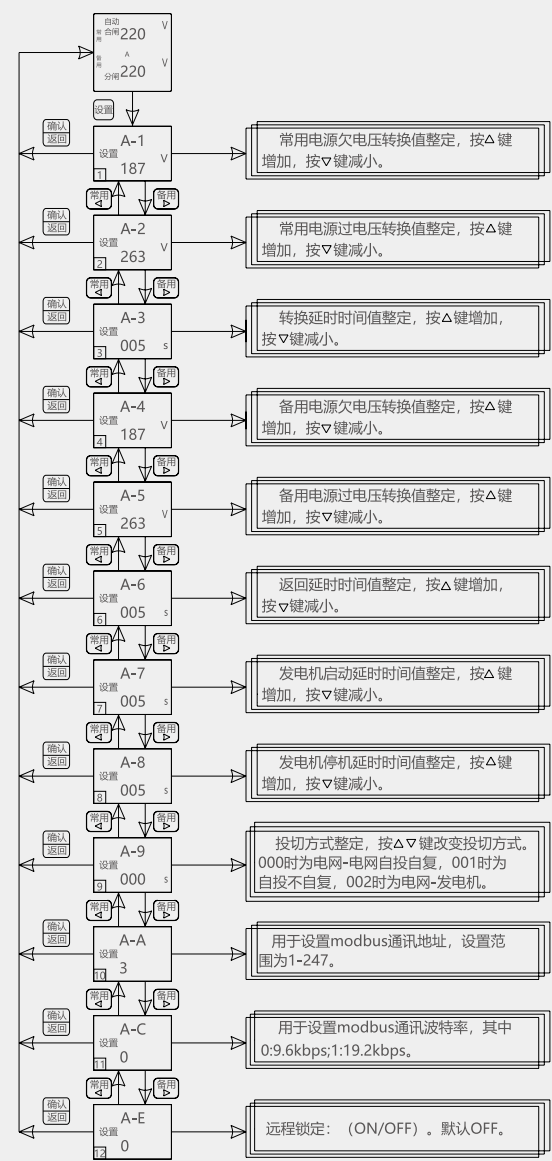 自动
常用 合闸 220 V
A
备用 分闸 220 V
设置
确认
返回
A-1
设置 V
1 187
常用电源欠电压转换值整定，按△键
增加，按▽键减小。
常用
◁
备用
▷
确认
返回
A-2
设置 V
2 263
常用电源过电压转换值整定，按△键
增加，按▽键减小。
常用
◁
备用
▷
确认
返回
A-3
设置
3 005 s
转换延时时间值整定，按△键增加，
按▽键减小。
常用
◁
备用
▷
确认
返回
A-4
设置 V
4 187
备用电源欠电压转换值整定，按△键
增加，按▽键减小。
常用
◁
备用
▷
确认
返回
A-5
设置 V
5 263
备用电源过电压转换值整定，按△键
增加，按▽键减小。
常用
◁
备用
▷
确认
返回
A-6
设置
6 005 s
返回延时时间值整定，按△键增加，
按▽键减小。
常用
◁
备用
▷
确认
返回
A-7
设置
7 005 s
发电机启动延时时间值整定，按△键
增加，按▽键减小。
常用
◁
备用
▷
确认
返回
A-8
设置
8 005 s
发电机停机延时时间值整定，按△键
增加，按▽键减小。
常用
◁
备用
▷
确认
返回
A-9
设置
9 000 s
投切方式整定，按△▽键改变投切方式。
000时为电网-电网自投自复，001时为
自投不自复，002时为电网-发电机。
常用
◁
备用
▷
确认
返回
A-A
设置
10 3
用于设置modbus通讯地址，设置范
围为1-247。
常用
◁
备用
▷
确认
返回
A-C
设置
11 0
用于设置modbus通讯波特率，其中
0:9.6kbps;1:19.2kbps。
常用
◁
备用
▷
确认
返回
A-E
设置
12 0
远程锁定：（ON/OFF）。默认OFF。